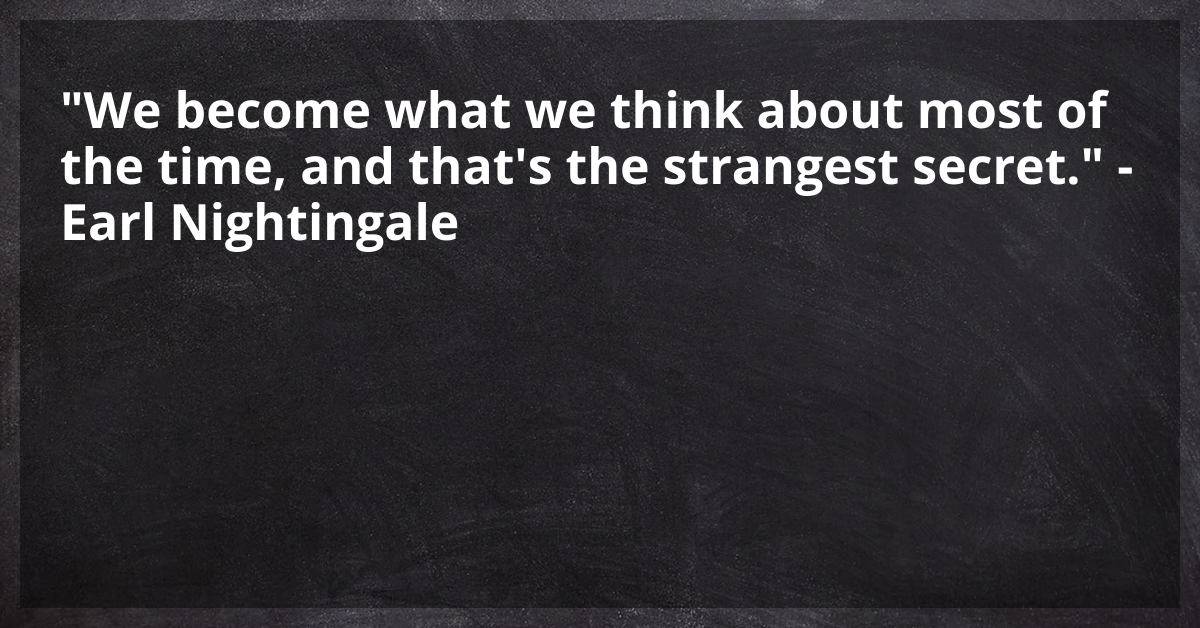 "We become what we think about most of
the time, and that's the strangest secret." -
Earl Nightingale